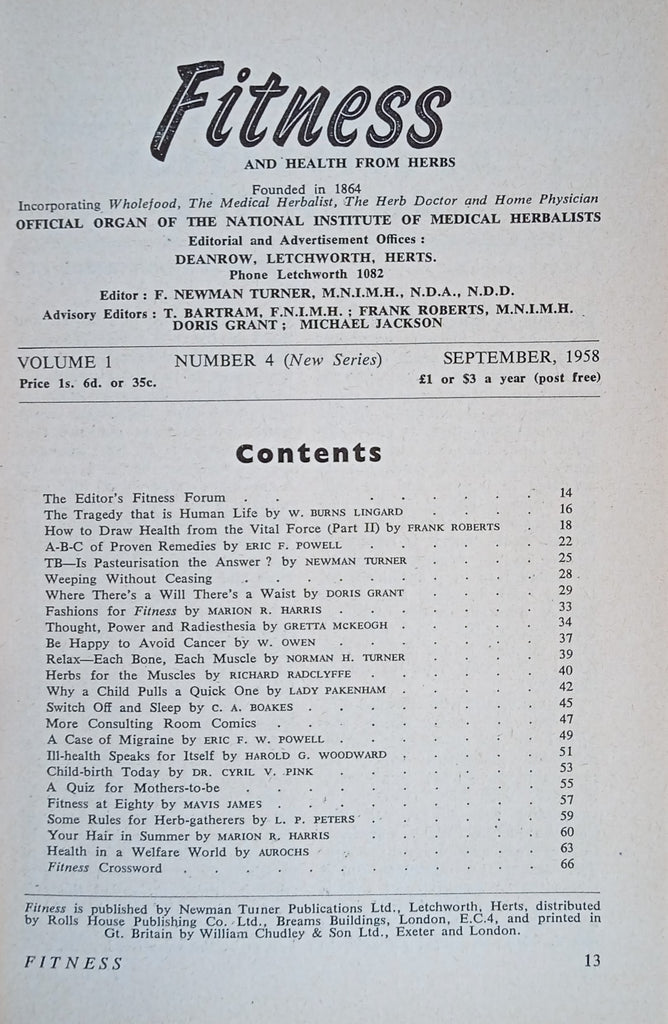 Fitness
AND HEALTH FROM HERBS
Founded in 1864
Incorporating Wholefood, The Medical Herbalist, The Herb Doctor and Home Physician
OFFICIAL ORGAN OF THE NATIONAL INSTITUTE OF MEDICAL HERBALISTS
Editorial and Advertisement Offices :
DEANROW, LETCHWORTH, HERTS.
Phone Letchworth 1082
Editor : F. NEWMAN TURNER, M.N.I.M.H., N.D.A., N.D.D.
Advisory Editors : T. BARTRAM, F.N.I.M.H. ; FRANK ROBERTS, M.N.I.M.H.
DORIS GRANT ; MICHAEL JACKSON
VOLUME 1 NUMBER 4 (New Series) SEPTEMBER, 1958
Price 1s. 6d. or 35c. £1 or $3 a year (post free)
Contents
The Editor's Fitness Forum . . . . . . . . 14
The Tragedy that is Human Life by W. BURNS LINGARD . . . . 16
How to Draw Health from the Vital Force (Part II) by FRANK ROBERTS . 18
A-B-C of Proven Remedies by ERIC F. POWELL . . . . . . 22
TB—Is Pasteurisation the Answer ? by NEWMAN TURNER . . . . 25
Weeping Without Ceasing . . . . . . . . . . 28
Where There's a Will There's a Waist by DORIS GRANT . . . . 29
Fashions for Fitness by MARION R. HARRIS . . . . . . . 33
Thought, Power and Radiesthesia by GRETTA MCKEOGH . . . . . 34
Be Happy to Avoid Cancer by W. OWEN . . . . . . . 37
Relax—Each Bone, Each Muscle by NORMAN H. TURNER . . . . 39
Herbs for the Muscles by RICHARD RADCLYFFE . . . . . . 40
Why a Child Pulls a Quick One by LADY PAKENHAM . . . . . 42
Switch Off and Sleep by C. A. BOAKES . . . . . . . . 45
More Consulting Room Comics . . . . . . . . . 47
A Case of Migraine by ERIC F. W. POWELL . . . . . . . 49
Ill-health Speaks for Itself by HAROLD G. WOODWARD . . . . . 51
Child-birth Today by DR. CYRIL V. PINK . . . . . . . 53
A Quiz for Mothers-to-be . . . . . . . . . . 55
Fitness at Eighty by MAVIS JAMES . . . . . . . . . 57
Some Rules for Herb-gatherers by L. P. PETERS . . . . . . 59
Your Hair in Summer by MARION R. HARRIS . . . . . . 60
Health in a Welfare World by AUROCHS . . . . . . . 63
Fitness Crossword . . . . . . . . . . . . 66
Fitness is published by Newman Turner Publications Ltd., Letchworth, Herts, distributed
by Rolls House Publishing Co. Ltd., Breams Buildings, London, E.C.4, and printed in
Gt. Britain by William Chudley & Son Ltd., Exeter and London.
FITNESS 13